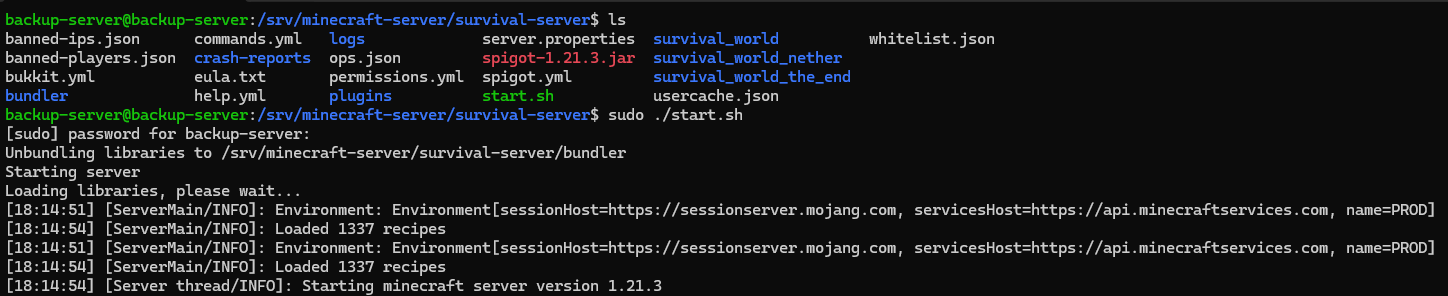 backup-server@backup-server:/srv/minecraft-server/survival-server$ ls
banned-ips.json commands.yml logs server.properties survival_world whitelist.json
banned-players.json crash-reports ops.json spigot-1.21.3.jar survival_world_nether
bukkit.yml eula.txt permissions.yml spigot.yml survival_world_the_end
bundler help.yml plugins start.sh usercache.json
backup-server@backup-server:/srv/minecraft-server/survival-server$ sudo ./start.sh
[sudo] password for backup-server:
Unbundling libraries to /srv/minecraft-server/survival-server/bundler
Starting server
Loading libraries, please wait...
[18:14:51] [ServerMain/INFO]: Environment: Environment[sessionHost=https://sessionserver.mojang.com, servicesHost=https://api.minecraftservices.com, name=PROD]
[18:14:54] [ServerMain/INFO]: Loaded 1337 recipes
[18:14:51] [ServerMain/INFO]: Environment: Environment[sessionHost=https://sessionserver.mojang.com, servicesHost=https://api.minecraftservices.com, name=PROD]
[18:14:54] [ServerMain/INFO]: Loaded 1337 recipes
[18:14:54] [Server thread/INFO]: Starting minecraft server version 1.21.3